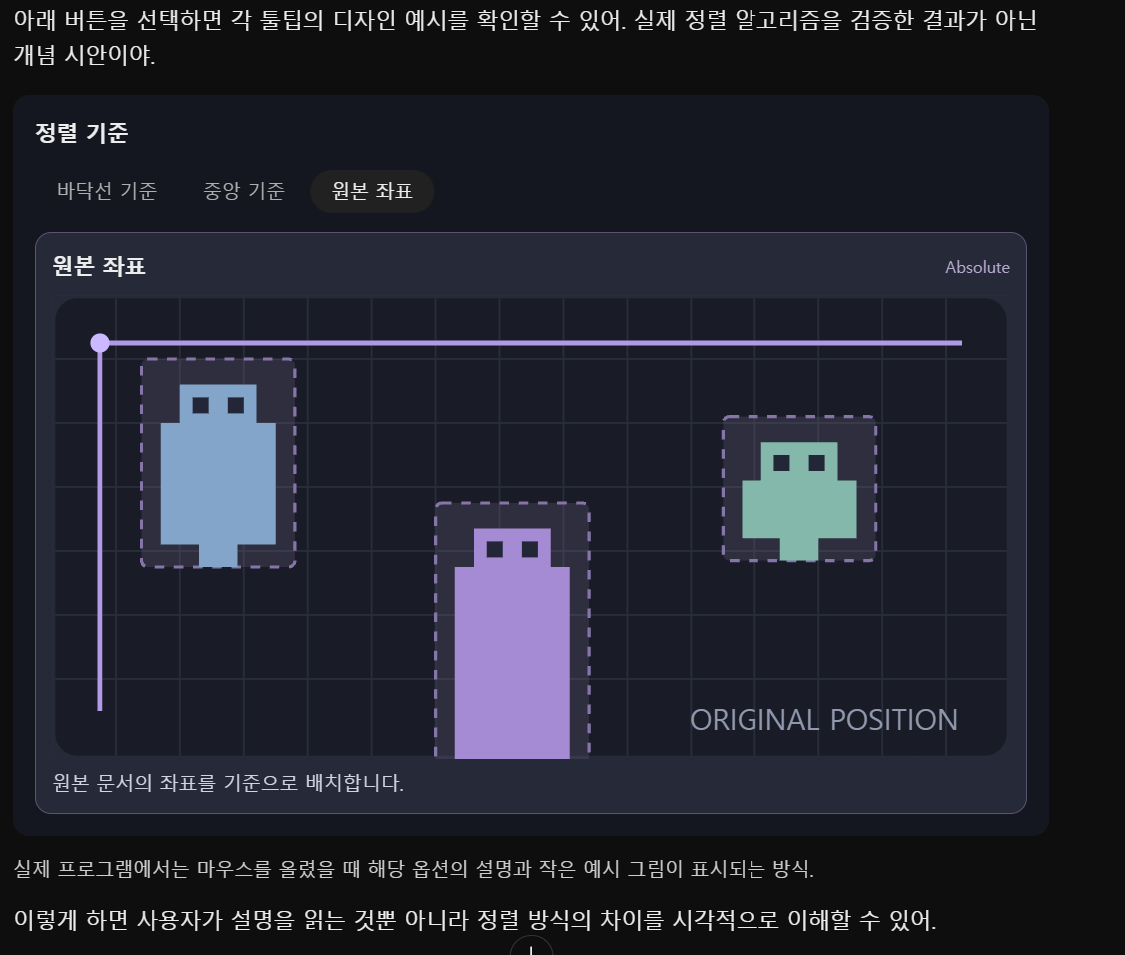 아래 버튼을 선택하면 각 툴팁의 디자인 예시를 확인할 수 있어. 실제 정렬 알고리즘을 검증한 결과가 아닌
개념 시안이야.
정렬 기준
바닥선 기준
중앙 기준
원본 좌표
원본 좌표
Absolute
ORIGINAL POSITION
원본 문서의 좌표를 기준으로 배치합니다.
실제 프로그램에서는 마우스를 올렸을 때 해당 옵션의 설명과 작은 예시 그림이 표시되는 방식.
이렇게 하면 사용자가 설명을 읽는 것뿐 아니라 정렬 방식의 차이를 시각적으로 이해할 수 있어.